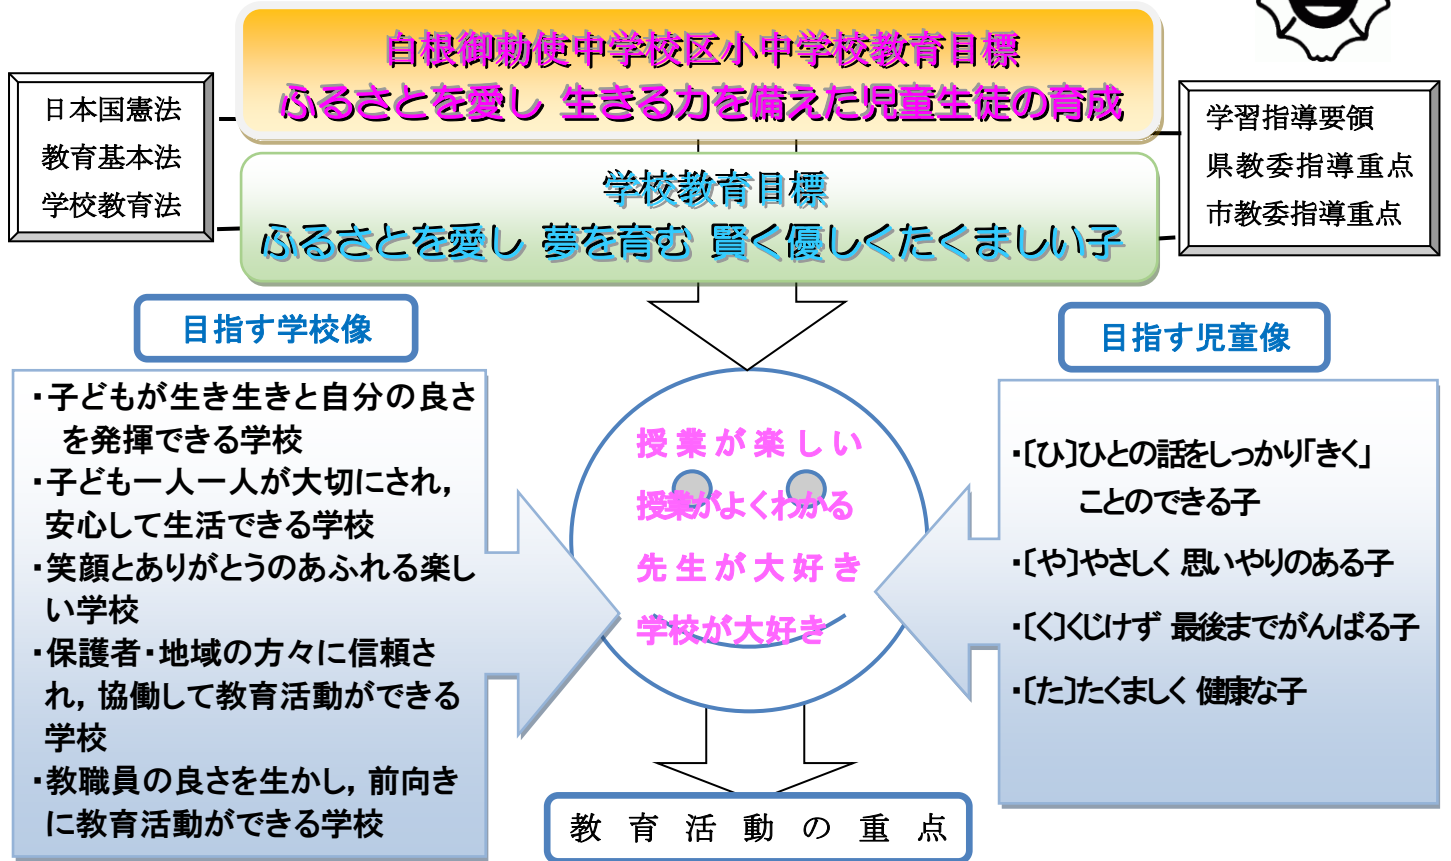 白根御勅使中学校区小中学校教育目標
ふるさとを愛し 生きる力を備えた児童生徒の育成
日本国憲法
教育基本法
学校教育法
学習指導要領
県教委指導重点
市教委指導重点
学校教育目標
ふるさとを愛し 夢を育む 賢く優しくたくましい子
目指す学校像
・子どもが生き生きと自分の良さ
を発揮できる学校
・子ども一人一人が大切にされ，
安心して生活できる学校
・笑顔とありがとうのあふれる楽し
い学校
・保護者・地域の方々に信頼さ
れ，協働して教育活動ができる
学校
・教職員の良さを生かし，前向き
に教育活動ができる学校
授業が楽しい
授業がよくわかる
先生が大好き
学校が大好き
目指す児童像
・〔ひ〕ひとの話をしっかり「きく」
ことのできる子
・〔や〕やさしく 思いやりのある子
・〔く〕くじけず 最後までがんばる子
・〔た〕たくましく 健康な子
教育活動の重点